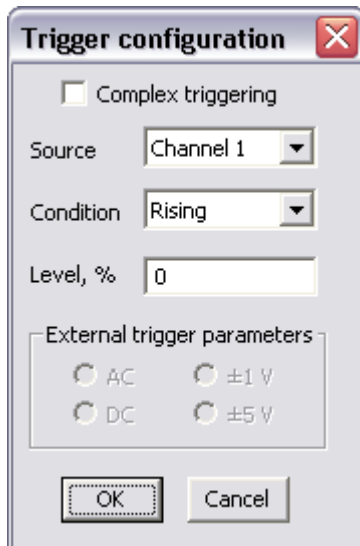 Trigger configuration
Complex triggering
Source Channel 1
Condition Rising
Level, % 0
External trigger parameters
AC ±1 V
DC ±5 V
OK Cancel